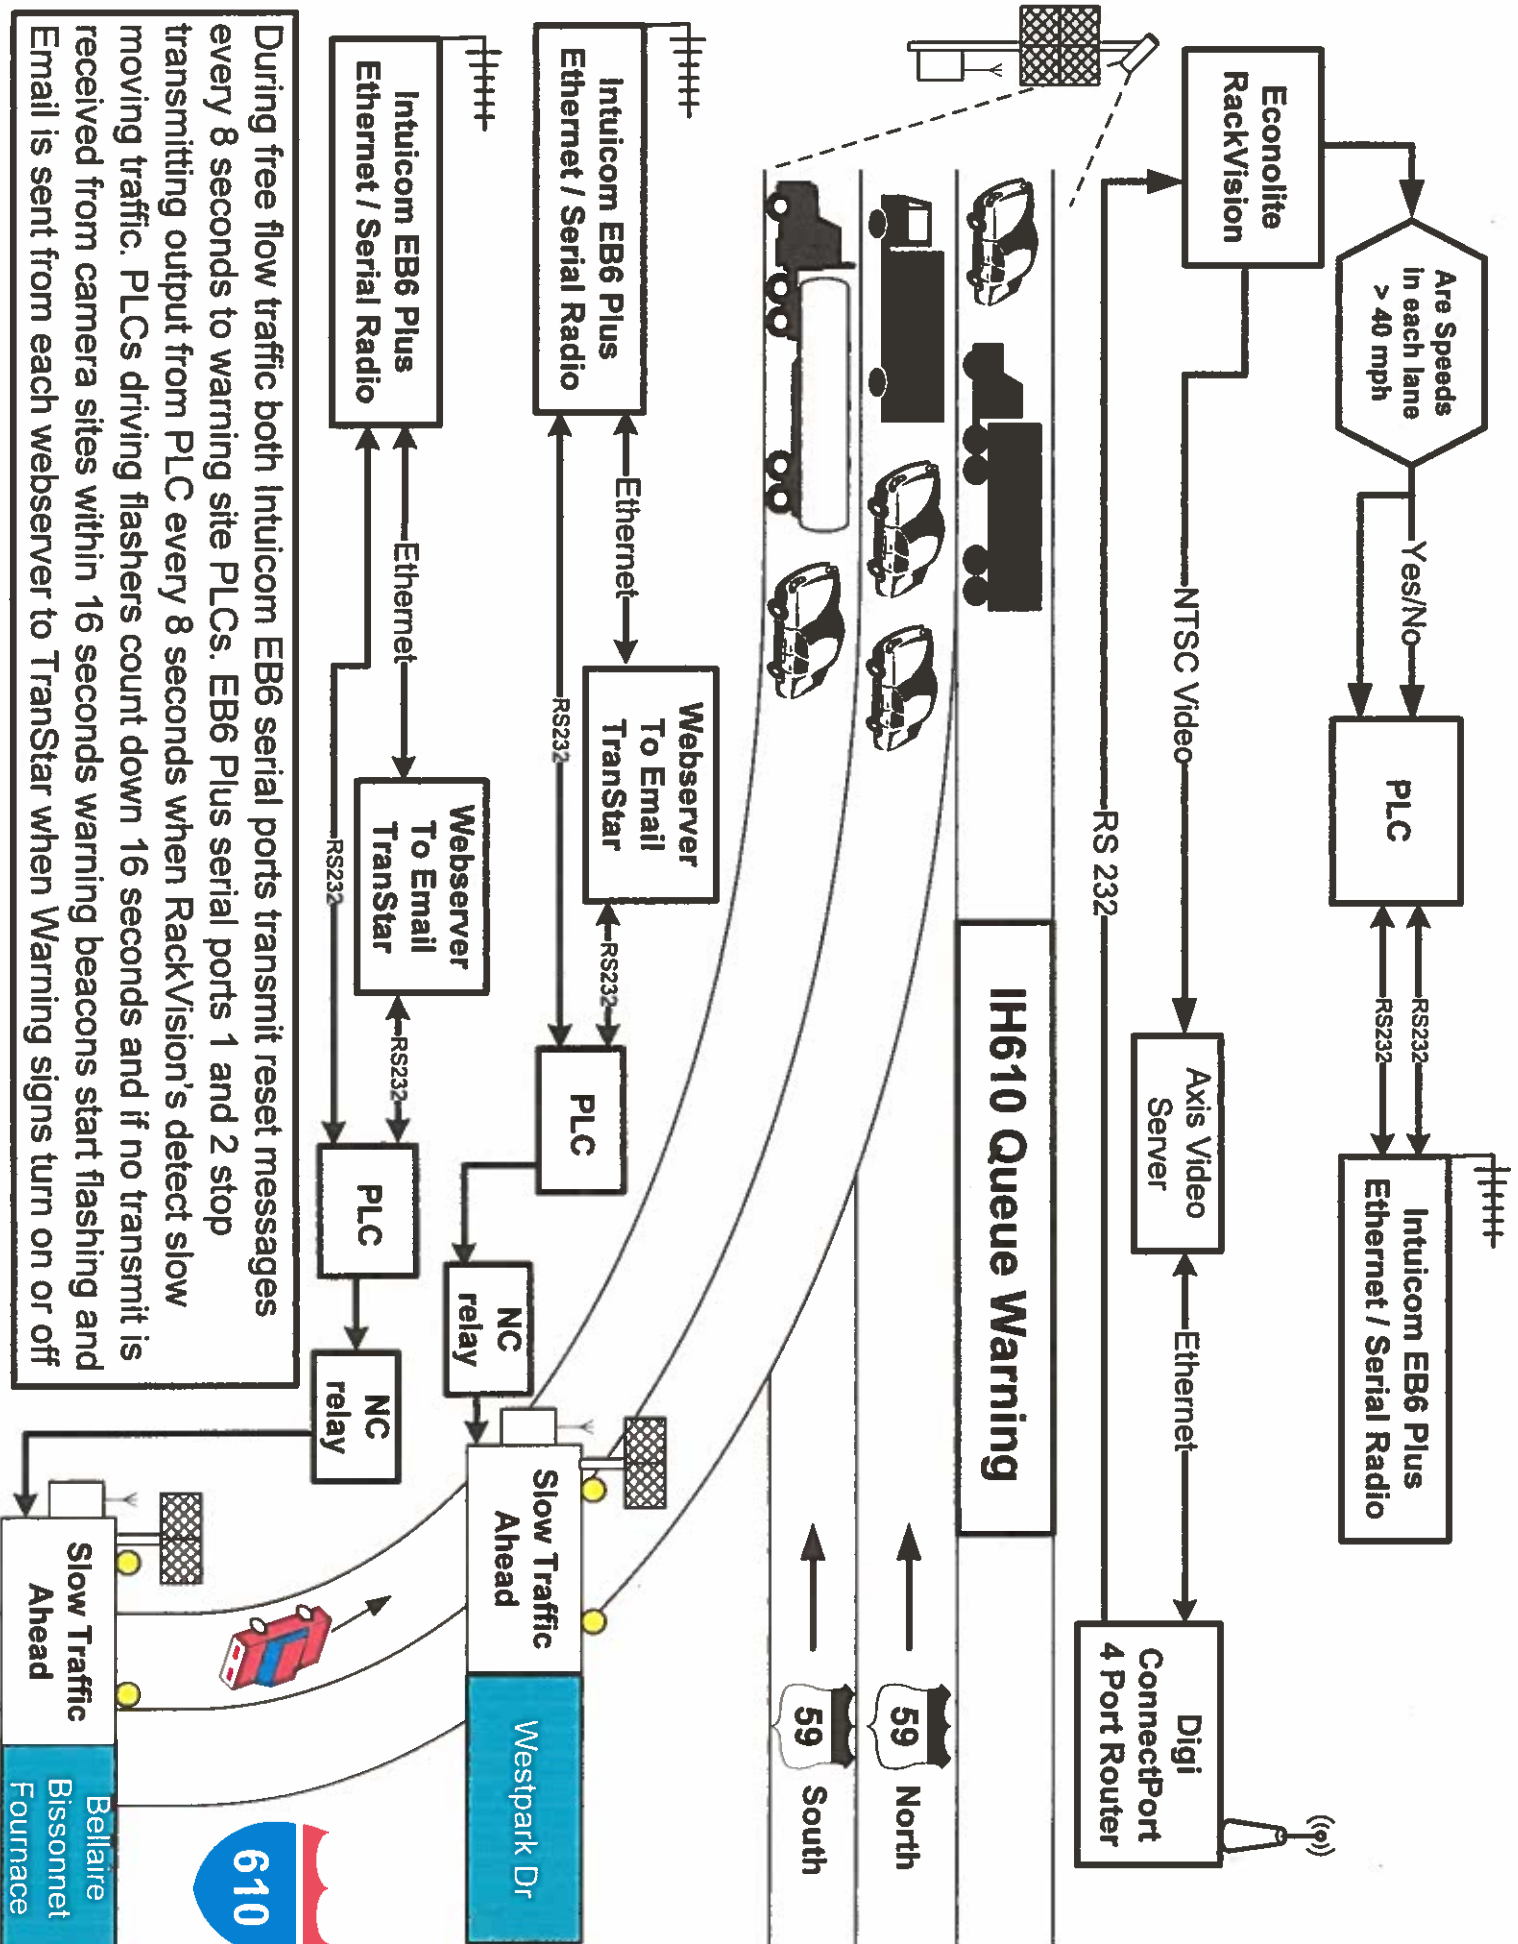 Econolite
RackVision
Are Speeds
in each lane
> 40 mph
Yes/No
PLC
RS232
RS232
Intuicom EB6 Plus
Ethernet / Serial Radio
NTSC Video
Axis Video
Server
Ethernet
Digi
ConnectPort
4 Port Router
RS 232
IH610 Queue Warning
59
North
59
South
Intuicom EB6 Plus
Ethernet / Serial Radio
Ethernet
Webserver
To Email
TranStar
RS232
RS232
PLC
NC
relay
Slow Traffic
Ahead
Westpark Dr
Intuicom EB6 Plus
Ethernet / Serial Radio
Ethernet
Webserver
To Email
TranStar
RS232
RS232
PLC
NC
relay
Slow Traffic
Ahead
Bellaire
Bissonnet
Fournace
610
During free flow traffic both Intuicom EB6 serial ports transmit reset messages
every 8 seconds to warning site PLCs. EB6 Plus serial ports 1 and 2 stop
transmitting output from PLC every 8 seconds when RackVision's detect slow
moving traffic. PLCs driving flashers count down 16 seconds and if no transmit is
received from camera sites within 16 seconds warning beacons start flashing and
Email is sent from each webserver to TranStar when Warning signs turn on or off